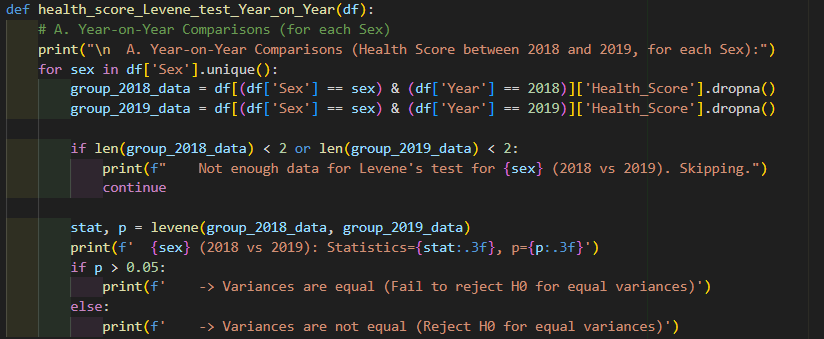 def health_score_Levene_test_Year_on_Year(df):
    # A. Year-on-Year Comparisons (for each Sex)
    print("\n  A. Year-on-Year Comparisons (Health Score between 2018 and 2019, for each Sex):")
    for sex in df['Sex'].unique():
        group_2018_data = df[(df['Sex'] == sex) & (df['Year'] == 2018)]['Health_Score'].dropna()
        group_2019_data = df[(df['Sex'] == sex) & (df['Year'] == 2019)]['Health_Score'].dropna()

        if len(group_2018_data) < 2 or len(group_2019_data) < 2:
            print(f"    Not enough data for Levene's test for {sex} (2018 vs 2019). Skipping.")
            continue

        stat, p = levene(group_2018_data, group_2019_data)
        print(f'  {sex} (2018 vs 2019): Statistics={stat:.3f}, p={p:.3f}')
        if p > 0.05:
            print(f'    -> Variances are equal (Fail to reject H0 for equal variances)')
        else:
            print(f'    -> Variances are not equal (Reject H0 for equal variances)')